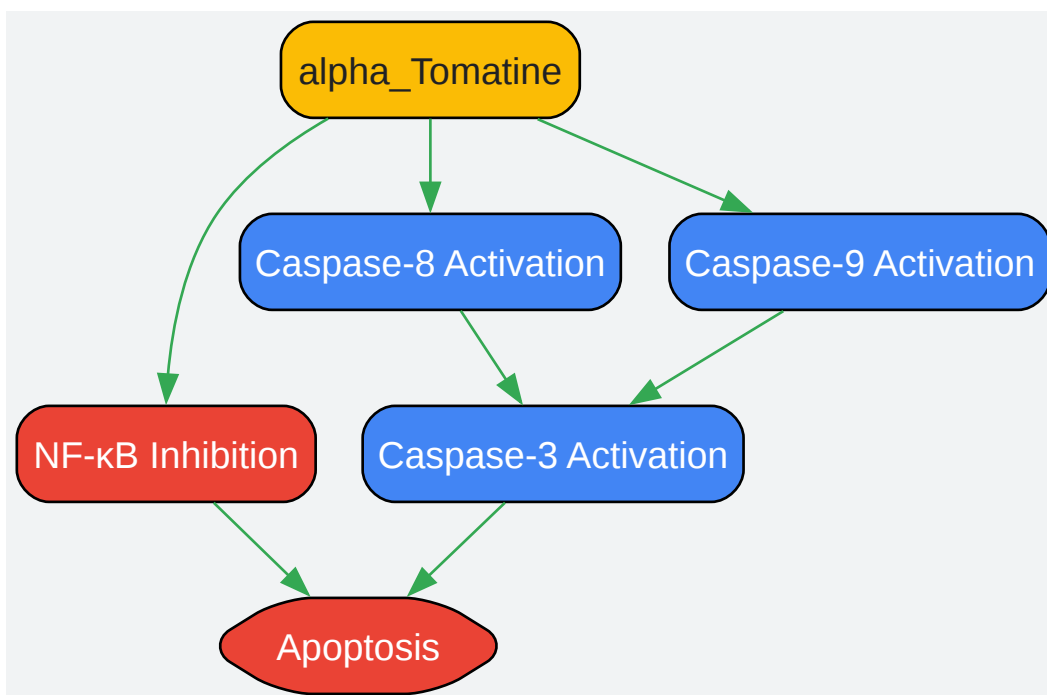 alpha_Tomatine
Caspase-8 Activation
Caspase-9 Activation
NF-κB Inhibition
Caspase-3 Activation
Apoptosis